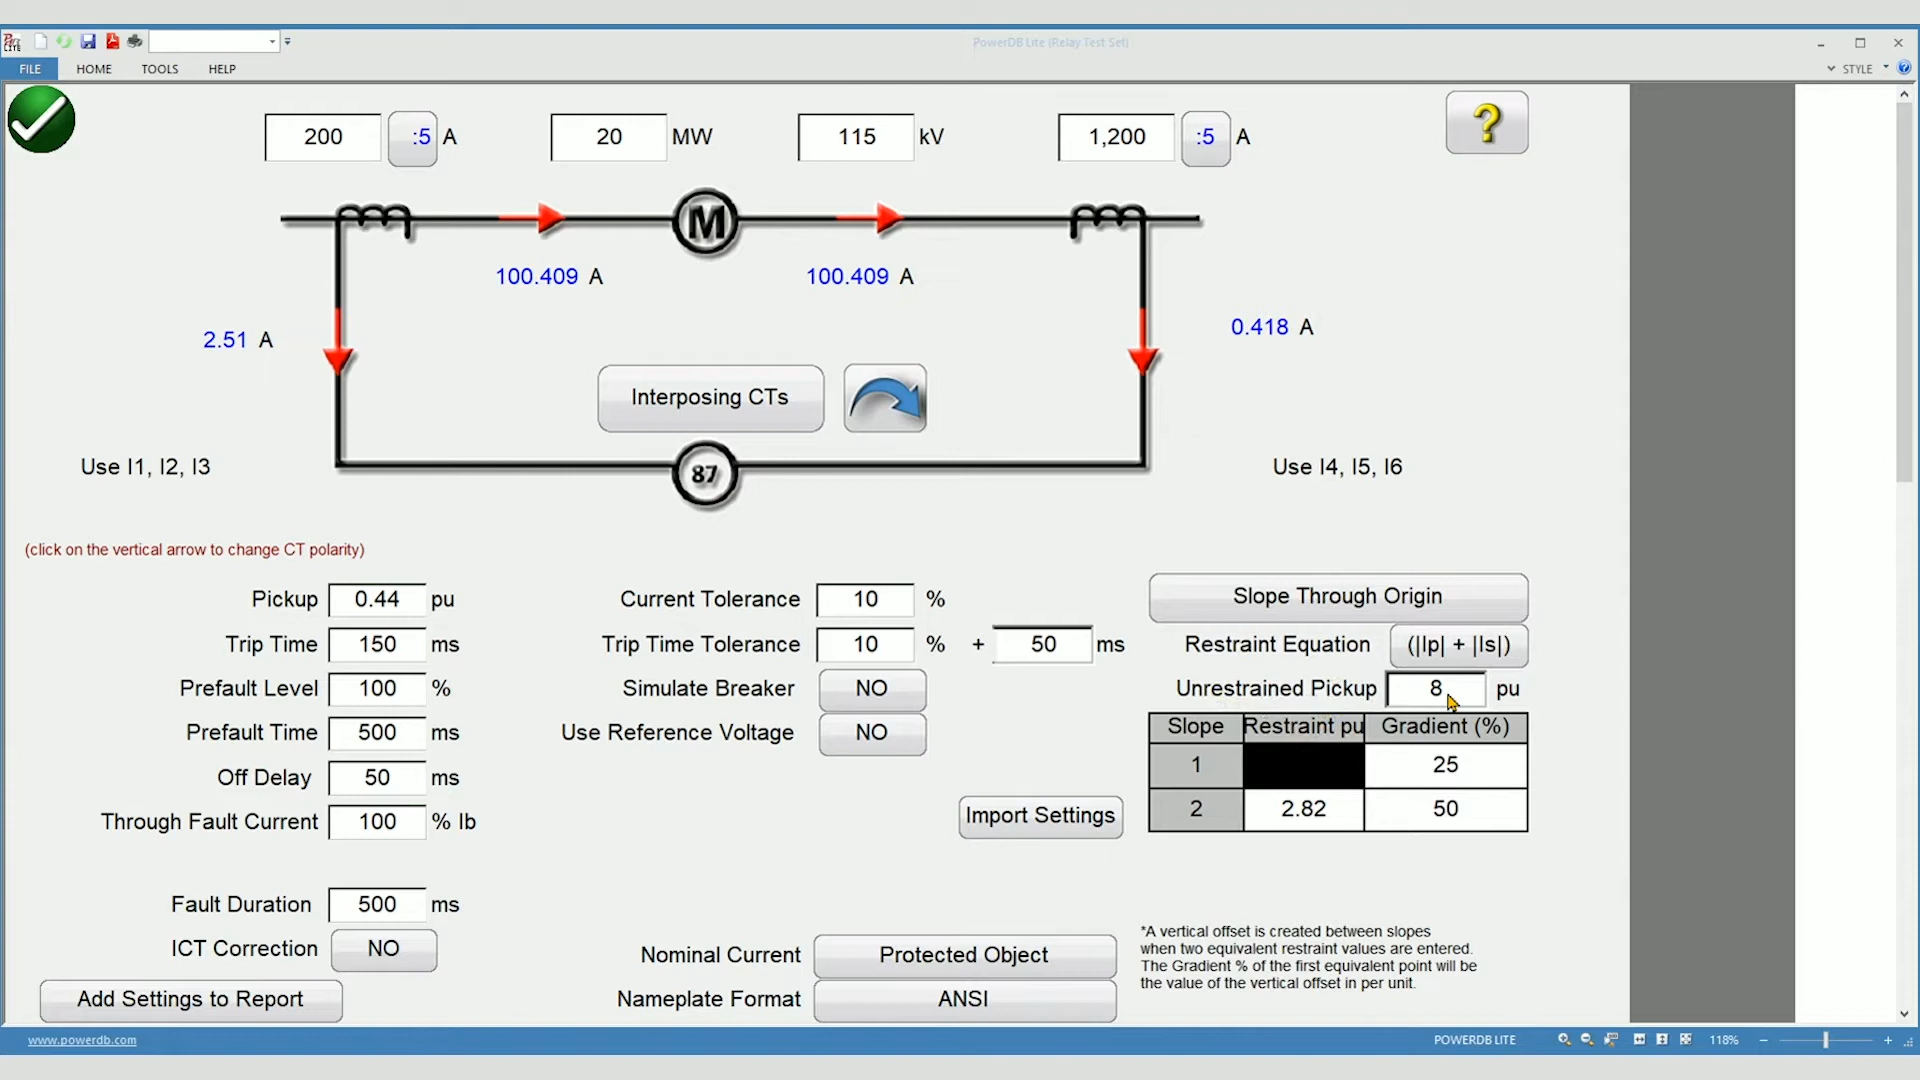 PowerDB Lite (Relay Test Set)
FILE HOME TOOLS HELP
STYLE
200 :5 A
20 MW
115 kV
1,200 :5 A
?
M
100.409 A
100.409 A
2.51 A
0.418 A
Interposing CTs
Use I1, I2, I3
87
Use I4, I5, I6
(click on the vertical arrow to change CT polarity)
Pickup 0.44 pu
Trip Time 150 ms
Prefault Level 100 %
Prefault Time 500 ms
Off Delay 50 ms
Through Fault Current 100 % Ib
Fault Duration 500 ms
ICT Correction NO
Add Settings to Report
Current Tolerance 10 %
Trip Time Tolerance 10 % + 50 ms
Simulate Breaker NO
Use Reference Voltage NO
Import Settings
Nominal Current Protected Object
Nameplate Format ANSI
Slope Through Origin
Restraint Equation (|Ip| + |Is|)
Unrestrained Pickup 8 pu
Slope Restraint pu Gradient (%)
1 25
2 2.82 50
*A vertical offset is created between slopes
when two equivalent restraint values are entered.
The Gradient % of the first equivalent point will be
the value of the vertical offset in per unit.
www.powerdb.com
POWERDB LITE
118%